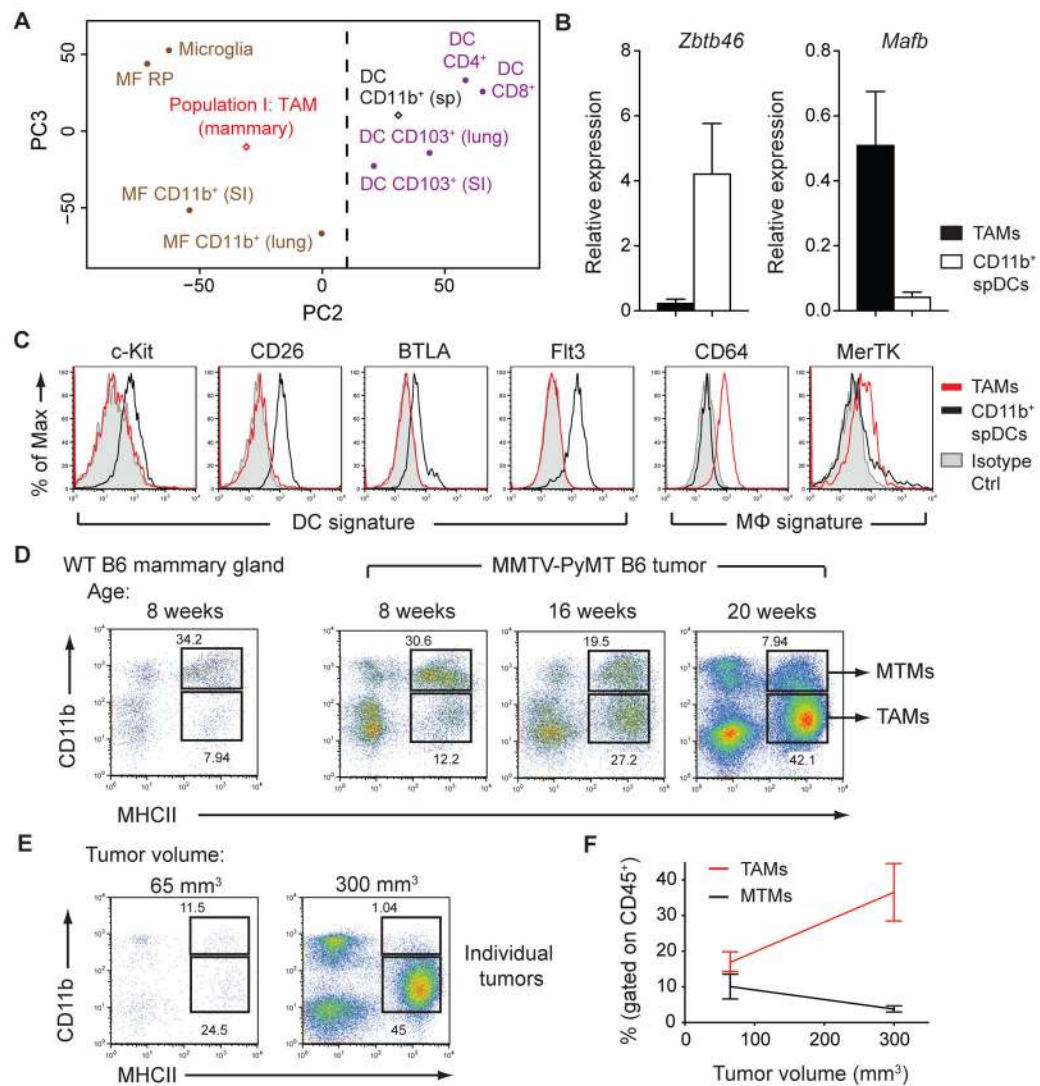 A
50
0
−50
PC3
Microglia
MF RP
Population I: TAM
(mammary)
MF CD11b⁺ (SI)
MF CD11b⁺ (lung)
DC
CD4⁺
DC
CD8⁺
DC
CD11b⁺ (sp)
DC CD103⁺ (lung)
DC CD103⁺ (SI)
−50
0
50
PC2
B
Zbtb46
Relative expression
8
6
4
2
0
Mafb
Relative expression
0.8
0.6
0.4
0.2
0.0
TAMs
CD11b⁺
spDCs
C
% of Max
c-Kit
CD26
BTLA
Flt3
CD64
MerTK
TAMs
CD11b⁺
spDCs
Isotype
Ctrl
DC signature
MΦ signature
D
WT B6 mammary gland
MMTV-PyMT B6 tumor
Age:
8 weeks
8 weeks
16 weeks
20 weeks
34.2
30.6
19.5
7.94
MTMs
TAMs
7.94
12.2
27.2
42.1
CD11b
MHCII
E
Tumor volume:
65 mm³
300 mm³
11.5
1.04
Individual
tumors
24.5
45
CD11b
MHCII
F
% (gated on CD45⁺)
50
40
30
20
10
0
TAMs
MTMs
0
100
200
300
Tumor volume (mm³)